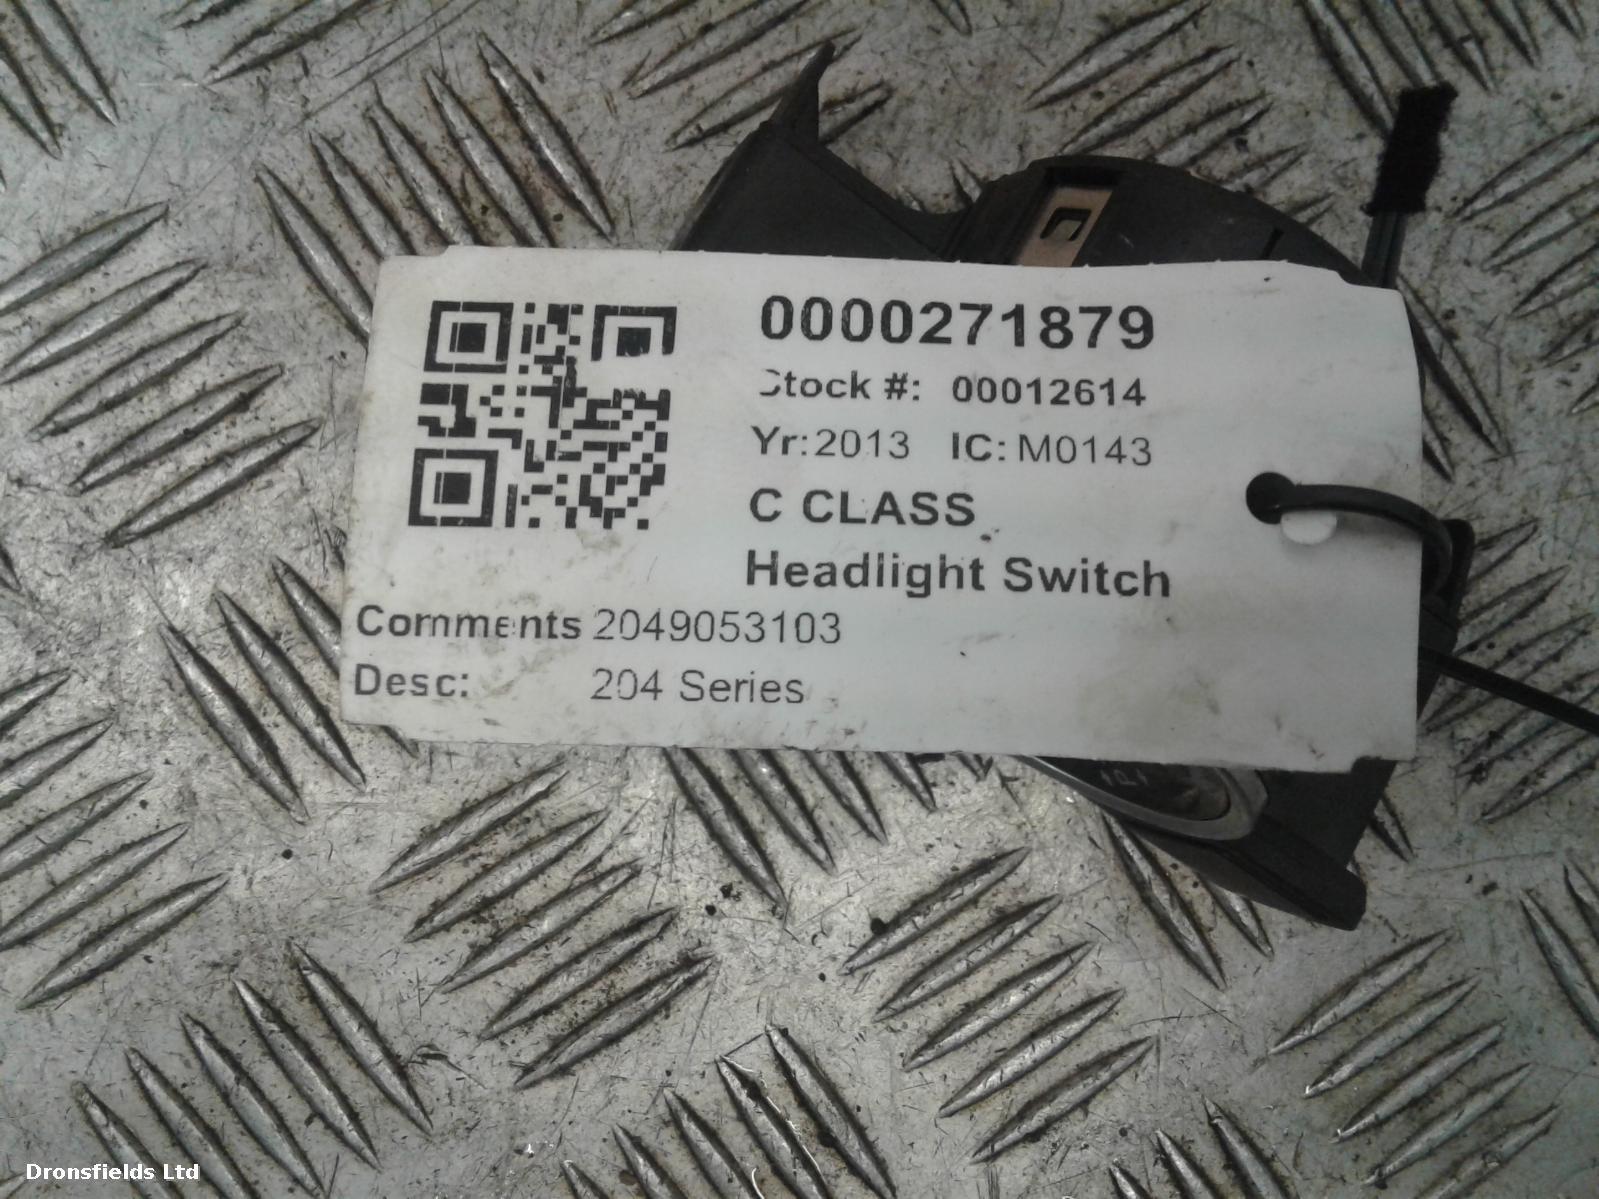 0000271879
Stock #: 00012614
Yr: 2013 IC: M0143
C CLASS
Headlight Switch
Comments 2049053103
Desc: 204 Series
Dronsfields Ltd